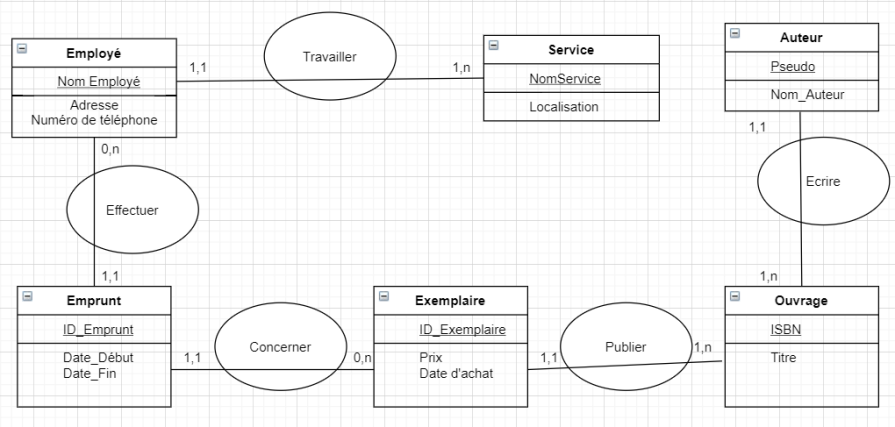 Employé
Nom Employé
Adresse
Numéro de téléphone
1,1
Travailler
1,n
Service
NomService
Localisation
Auteur
Pseudo
Nom_Auteur
0,n
Effectuer
1,1
1,1
Ecrire
1,n
Emprunt
ID_Emprunt
Date_Début
Date_Fin
1,1
Concerner
0,n
Exemplaire
ID_Exemplaire
Prix
Date d'achat
1,1
Publier
1,n
Ouvrage
ISBN
Titre